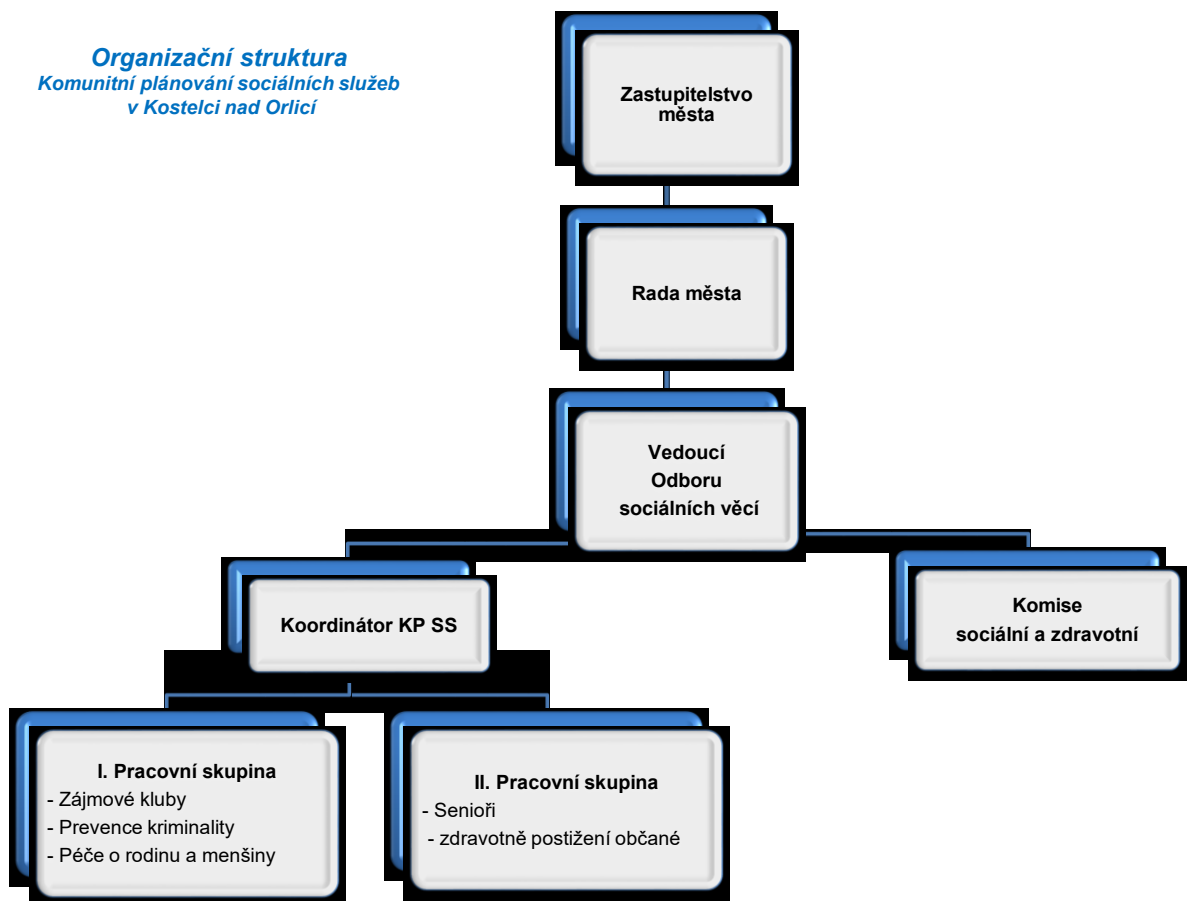 Organizační struktura
Komunitní plánování sociálních služeb
v Kostelci nad Orlicí
Zastupitelstvo
města
Rada města
Vedoucí
Odboru
sociálních věcí
Koordinátor KP SS
Komise
sociální a zdravotní
I. Pracovní skupina
- Zájmové kluby
- Prevence kriminality
- Péče o rodinu a menšiny
II. Pracovní skupina
- Senioři
- zdravotně postižení občané